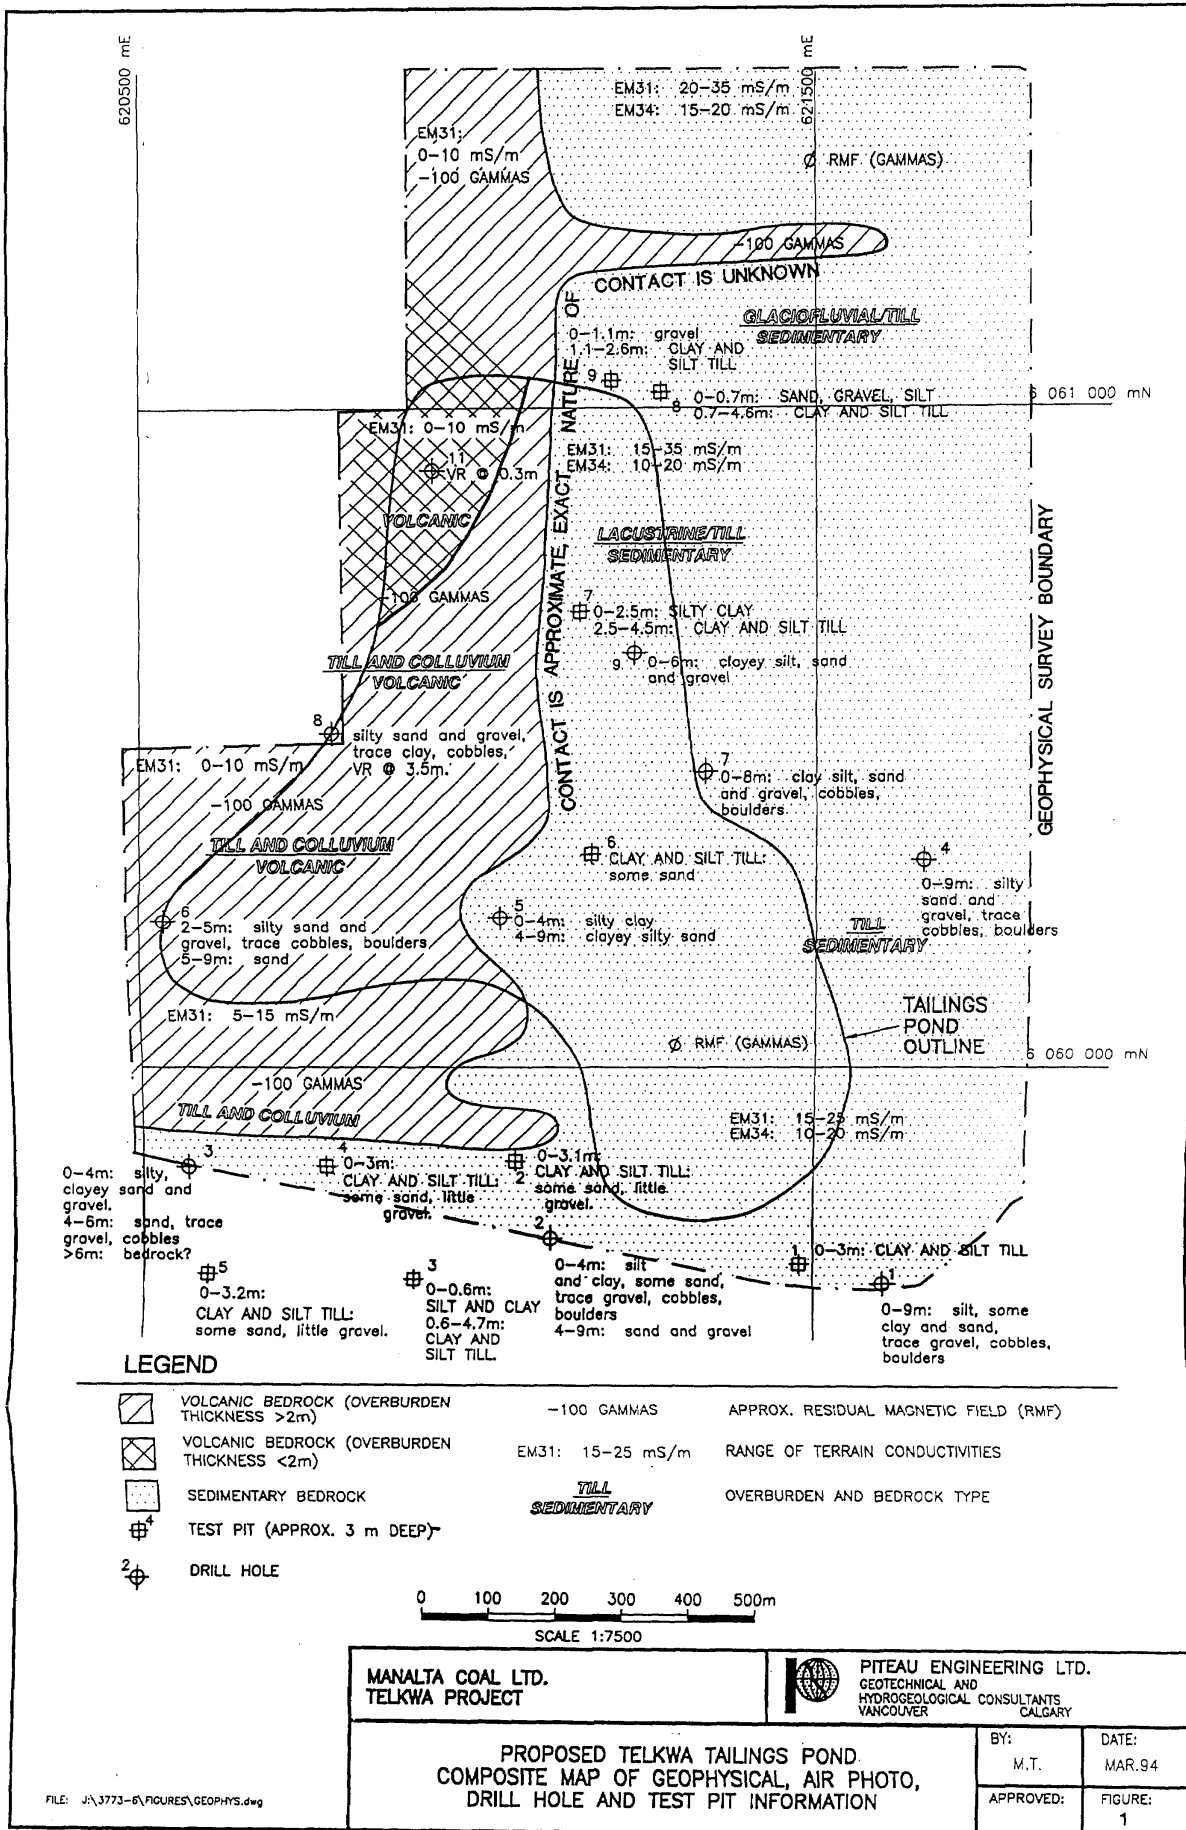 620500 mE
621500 mE
EM31: 20-35 mS/m
EM34: 15-20 mS/m
EM31:
0-10 mS/m
-100 GAMMAS
Ø RMF (GAMMAS)
-100 GAMMAS
CONTACT IS UNKNOWN
CONTACT IS APPROXIMATE, EXACT NATURE OF
GLACIOFLUVIAL/TILL
SEDIMENTARY
0-1.1m: gravel
1.1-2.6m: CLAY AND
SILT TILL
9
8
0-0.7m: SAND, GRAVEL, SILT
0.7-4.6m: CLAY AND SILT TILL
6 061 000 mN
EM31: 0-10 mS/m
11
VR @ 0.3m
VOLCANIC
EM31: 15-35 mS/m
EM34: 10-20 mS/m
LACUSTRINE/TILL
SEDIMENTARY
GEOPHYSICAL SURVEY BOUNDARY
-100 GAMMAS
7
0-2.5m: SILTY CLAY
2.5-4.5m: CLAY AND SILT TILL
9
0-6m: clayey silt, sand
and gravel
TILL AND COLLUVIUM
VOLCANIC
8
silty sand and gravel,
trace clay, cobbles,
VR @ 3.5m.
EM31: 0-10 mS/m
-100 GAMMAS
7
0-8m: clay silt, sand
and gravel, cobbles,
boulders
TILL AND COLLUVIUM
VOLCANIC
6
CLAY AND SILT TILL:
some sand
4
0-9m: silty
sand and
gravel, trace
cobbles, boulders
6
2-5m: silty sand and
gravel, trace cobbles, boulders
5-9m: sand
5
0-4m: silty clay
4-9m: clayey silty sand
TILL
SEDIMENTARY
EM31: 5-15 mS/m
TAILINGS
POND
OUTLINE
Ø RMF (GAMMAS)
6 060 000 mN
-100 GAMMAS
TILL AND COLLUVIUM
EM31: 15-25 mS/m
EM34: 10-20 mS/m
3
0-4m: silty,
clayey sand and
gravel.
4-6m: sand, trace
gravel, cobbles
>6m: bedrock?
4
0-3m:
CLAY AND SILT TILL:
some sand, little
gravel.
2
0-3.1m:
CLAY AND SILT TILL:
some sand, little
gravel.
2
0-4m: silt
and clay, some sand,
trace gravel, cobbles,
boulders
4-9m: sand and gravel
1
0-3m: CLAY AND SILT TILL
1
0-9m: silt, some
clay and sand,
trace gravel, cobbles,
boulders
5
0-3.2m:
CLAY AND SILT TILL:
some sand, little gravel.
3
0-0.6m:
SILT AND CLAY
0.6-4.7m:
CLAY AND
SILT TILL.
LEGEND
VOLCANIC BEDROCK (OVERBURDEN
THICKNESS >2m)
VOLCANIC BEDROCK (OVERBURDEN
THICKNESS <2m)
SEDIMENTARY BEDROCK
4
TEST PIT (APPROX. 3 m DEEP)
2
DRILL HOLE
-100 GAMMAS
APPROX. RESIDUAL MAGNETIC FIELD (RMF)
EM31: 15-25 mS/m
RANGE OF TERRAIN CONDUCTIVITIES
TILL
SEDIMENTARY
OVERBURDEN AND BEDROCK TYPE
0 100 200 300 400 500m
SCALE 1:7500
MANALTA COAL LTD.
TELKWA PROJECT
PITEAU ENGINEERING LTD.
GEOTECHNICAL AND
HYDROGEOLOGICAL CONSULTANTS
VANCOUVER CALGARY
PROPOSED TELKWA TAILINGS POND
COMPOSITE MAP OF GEOPHYSICAL, AIR PHOTO,
DRILL HOLE AND TEST PIT INFORMATION
BY:
M.T.
DATE:
MAR.94
APPROVED:
FIGURE:
1
FILE: J:\3773-6\FIGURES\GEOPHYS.dwg